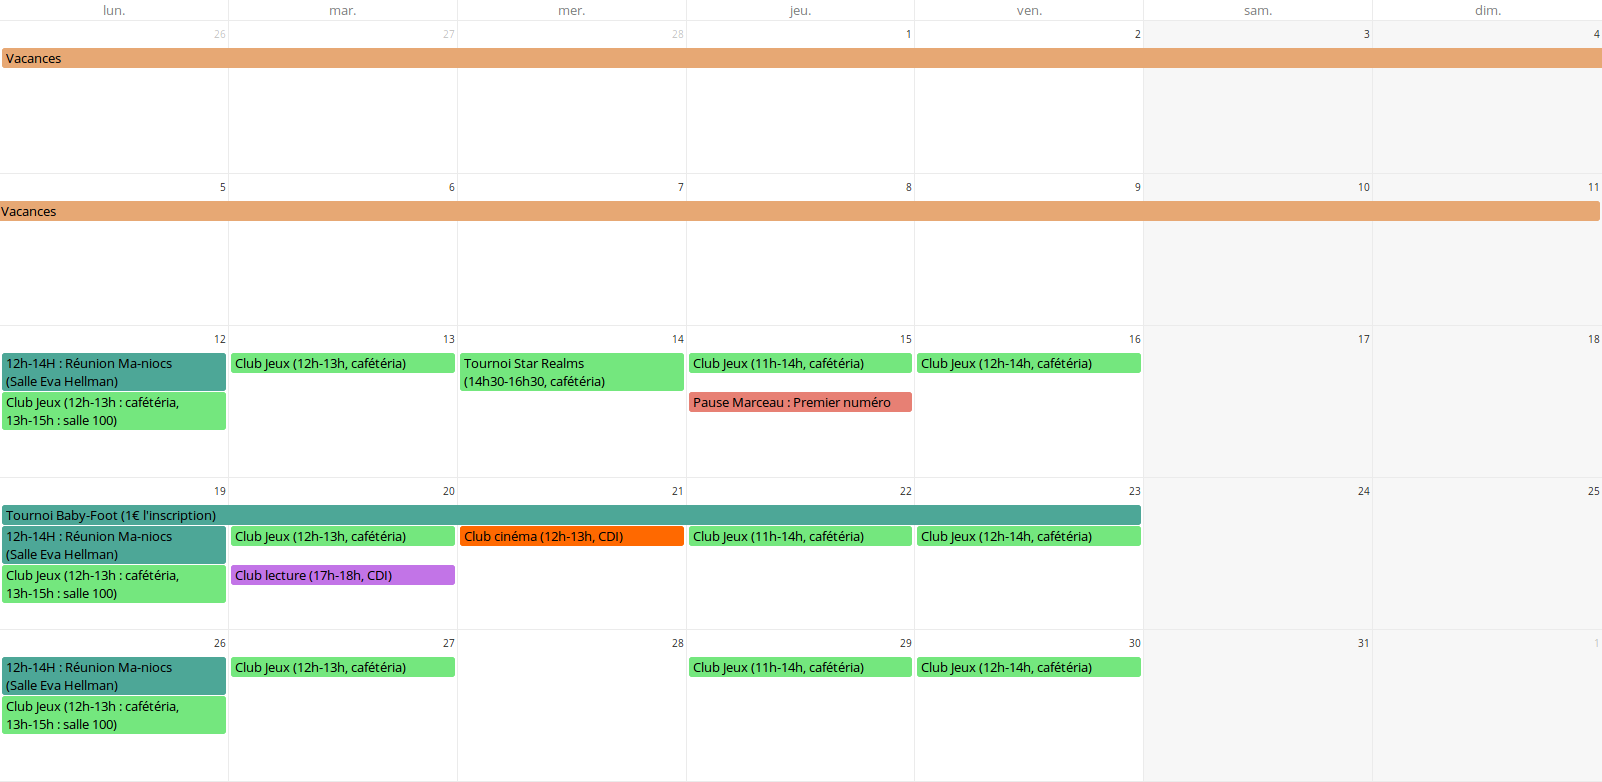 lun. mar. mer. jeu. ven. sam. dim.
26 27 28 1 2 3 4
Vacances
5 6 7 8 9 10 11
Vacances
12 13 14 15 16 17 18
12h-14H : Réunion Ma-niocs
(Salle Eva Hellman)
Club Jeux (12h-13h : cafétéria,
13h-15h : salle 100)
Club Jeux (12h-13h, cafétéria)
Tournoi Star Realms
(14h30-16h30, cafétéria)
Club Jeux (11h-14h, cafétéria)
Pause Marceau : Premier numéro
Club Jeux (12h-14h, cafétéria)
19 20 21 22 23 24 25
Tournoi Baby-Foot (1€ l'inscription)
12h-14H : Réunion Ma-niocs
(Salle Eva Hellman)
Club Jeux (12h-13h : cafétéria,
13h-15h : salle 100)
Club Jeux (12h-13h, cafétéria)
Club lecture (17h-18h, CDI)
Club cinéma (12h-13h, CDI)
Club Jeux (11h-14h, cafétéria)
Club Jeux (12h-14h, cafétéria)
26 27 28 29 30 31 1
12h-14H : Réunion Ma-niocs
(Salle Eva Hellman)
Club Jeux (12h-13h : cafétéria,
13h-15h : salle 100)
Club Jeux (12h-13h, cafétéria)
Club Jeux (11h-14h, cafétéria)
Club Jeux (12h-14h, cafétéria)